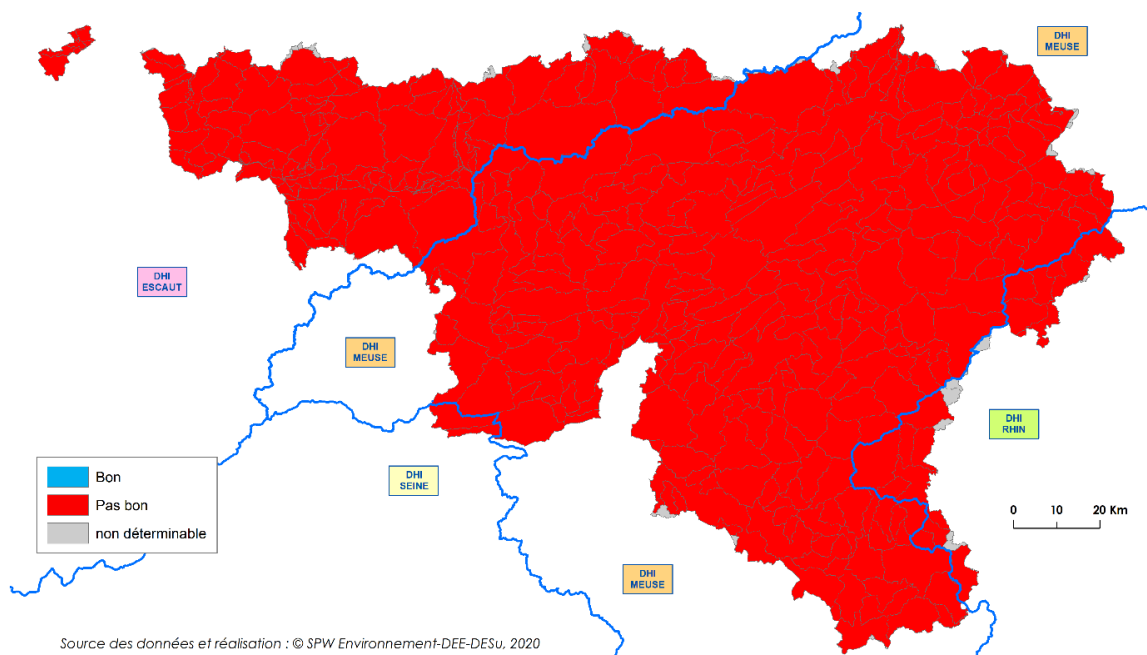 DHI
MEUSE
DHI
ESCAUT
DHI
MEUSE
DHI
RHIN
DHI
SEINE
Bon
Pas bon
non déterminable
0 10 20 Km
DHI
MEUSE
Source des données et réalisation : © SPW Environnement-DEE-DESu, 2020